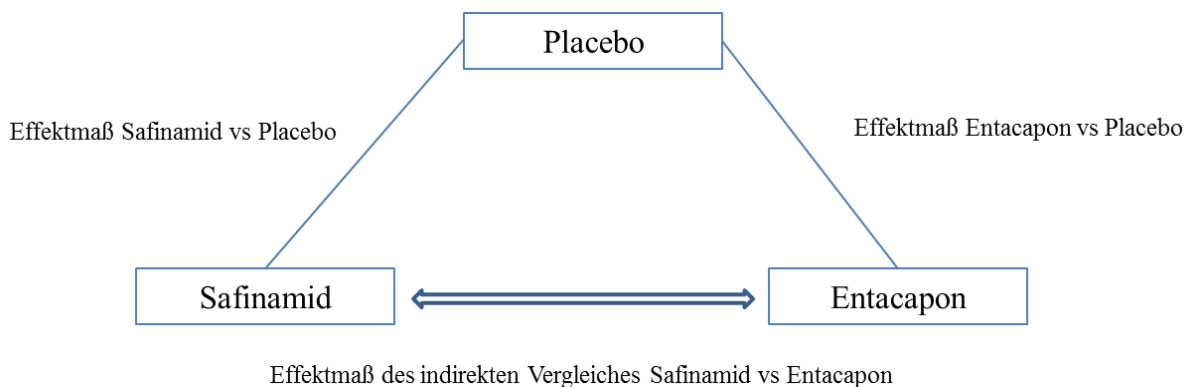 Placebo
Effektmaß Safinamid vs Placebo
Effektmaß Entacapon vs Placebo
Safinamid
Entacapon
Effektmaß des indirekten Vergleiches Safinamid vs Entacapon